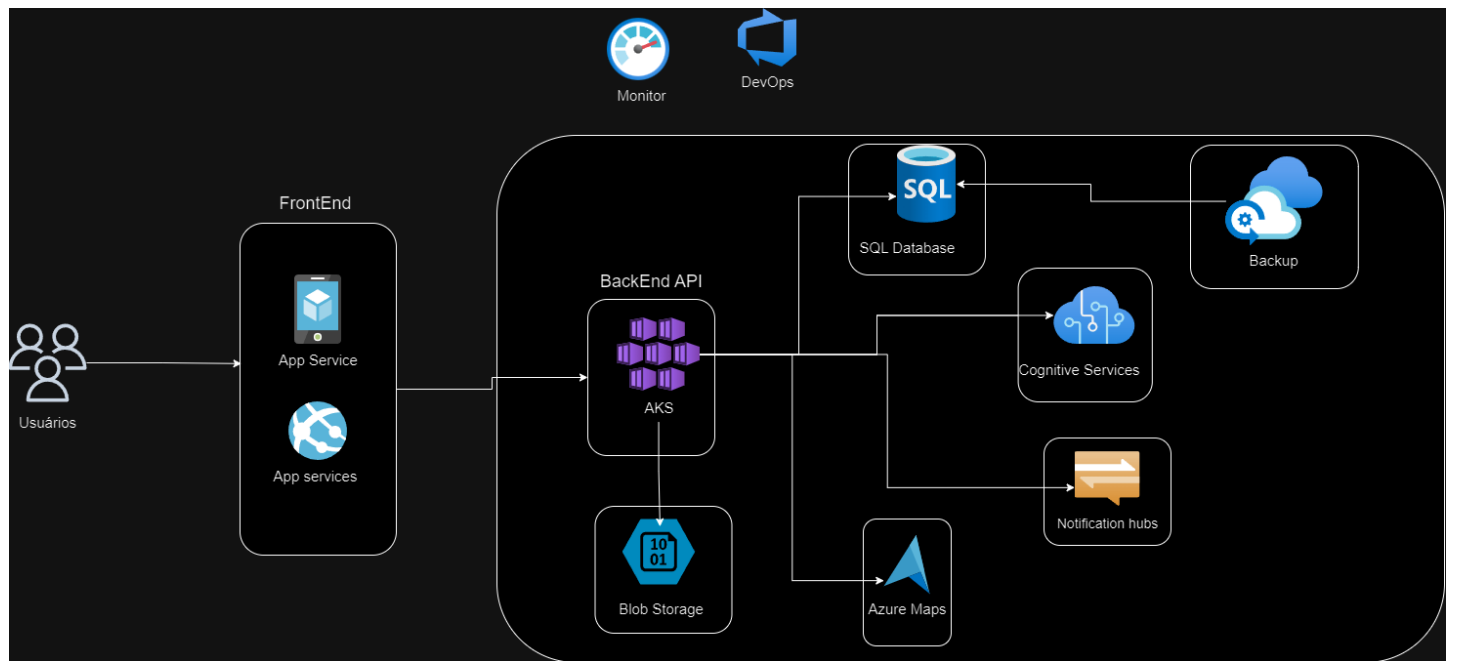 Monitor
DevOps
FrontEnd
App Service
App services
Usuários
BackEnd API
AKS
10
01
Blob Storage
SQL
SQL Database
Backup
Cognitive Services
Notification hubs
Azure Maps